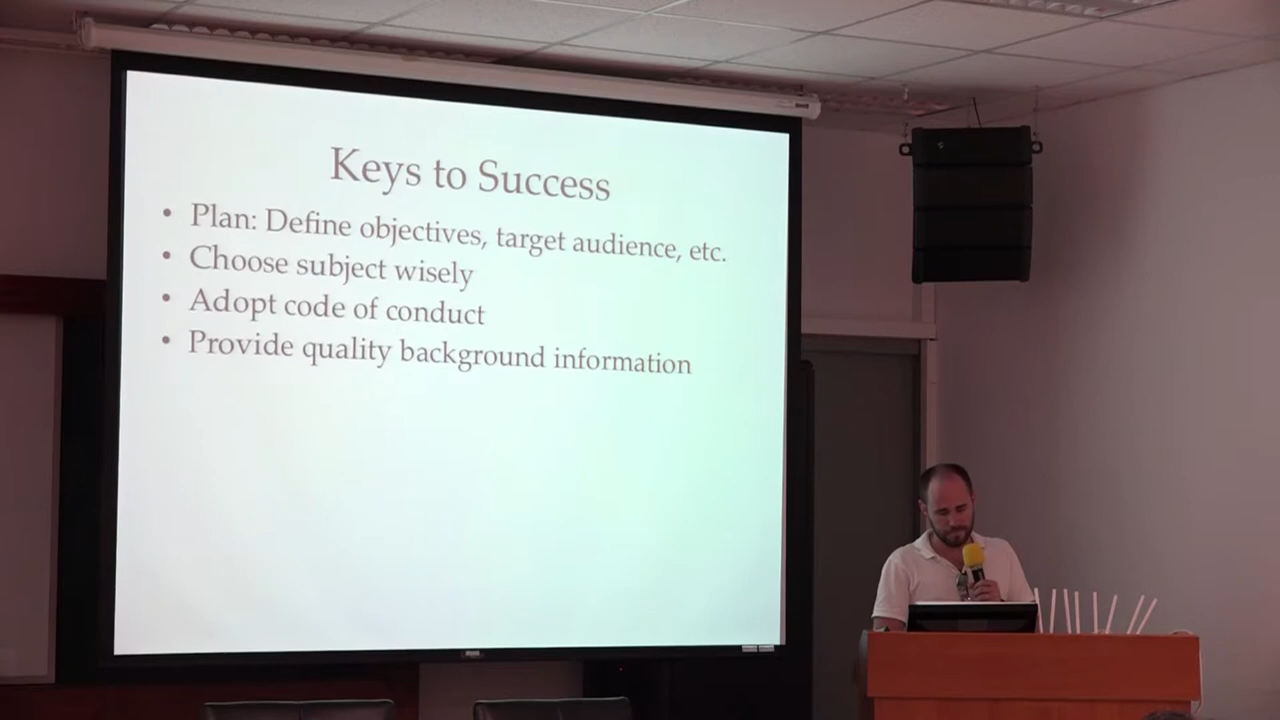 Keys to Success
• Plan: Define objectives, target audience, etc.
• Choose subject wisely
• Adopt code of conduct
• Provide quality background information